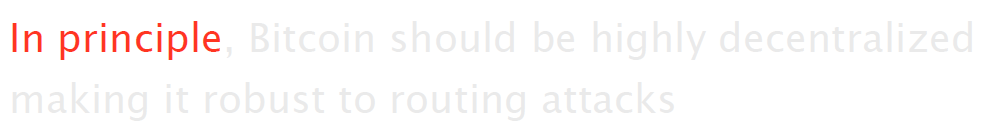 In principle, Bitcoin should be highly decentralized
making it robust to routing attacks